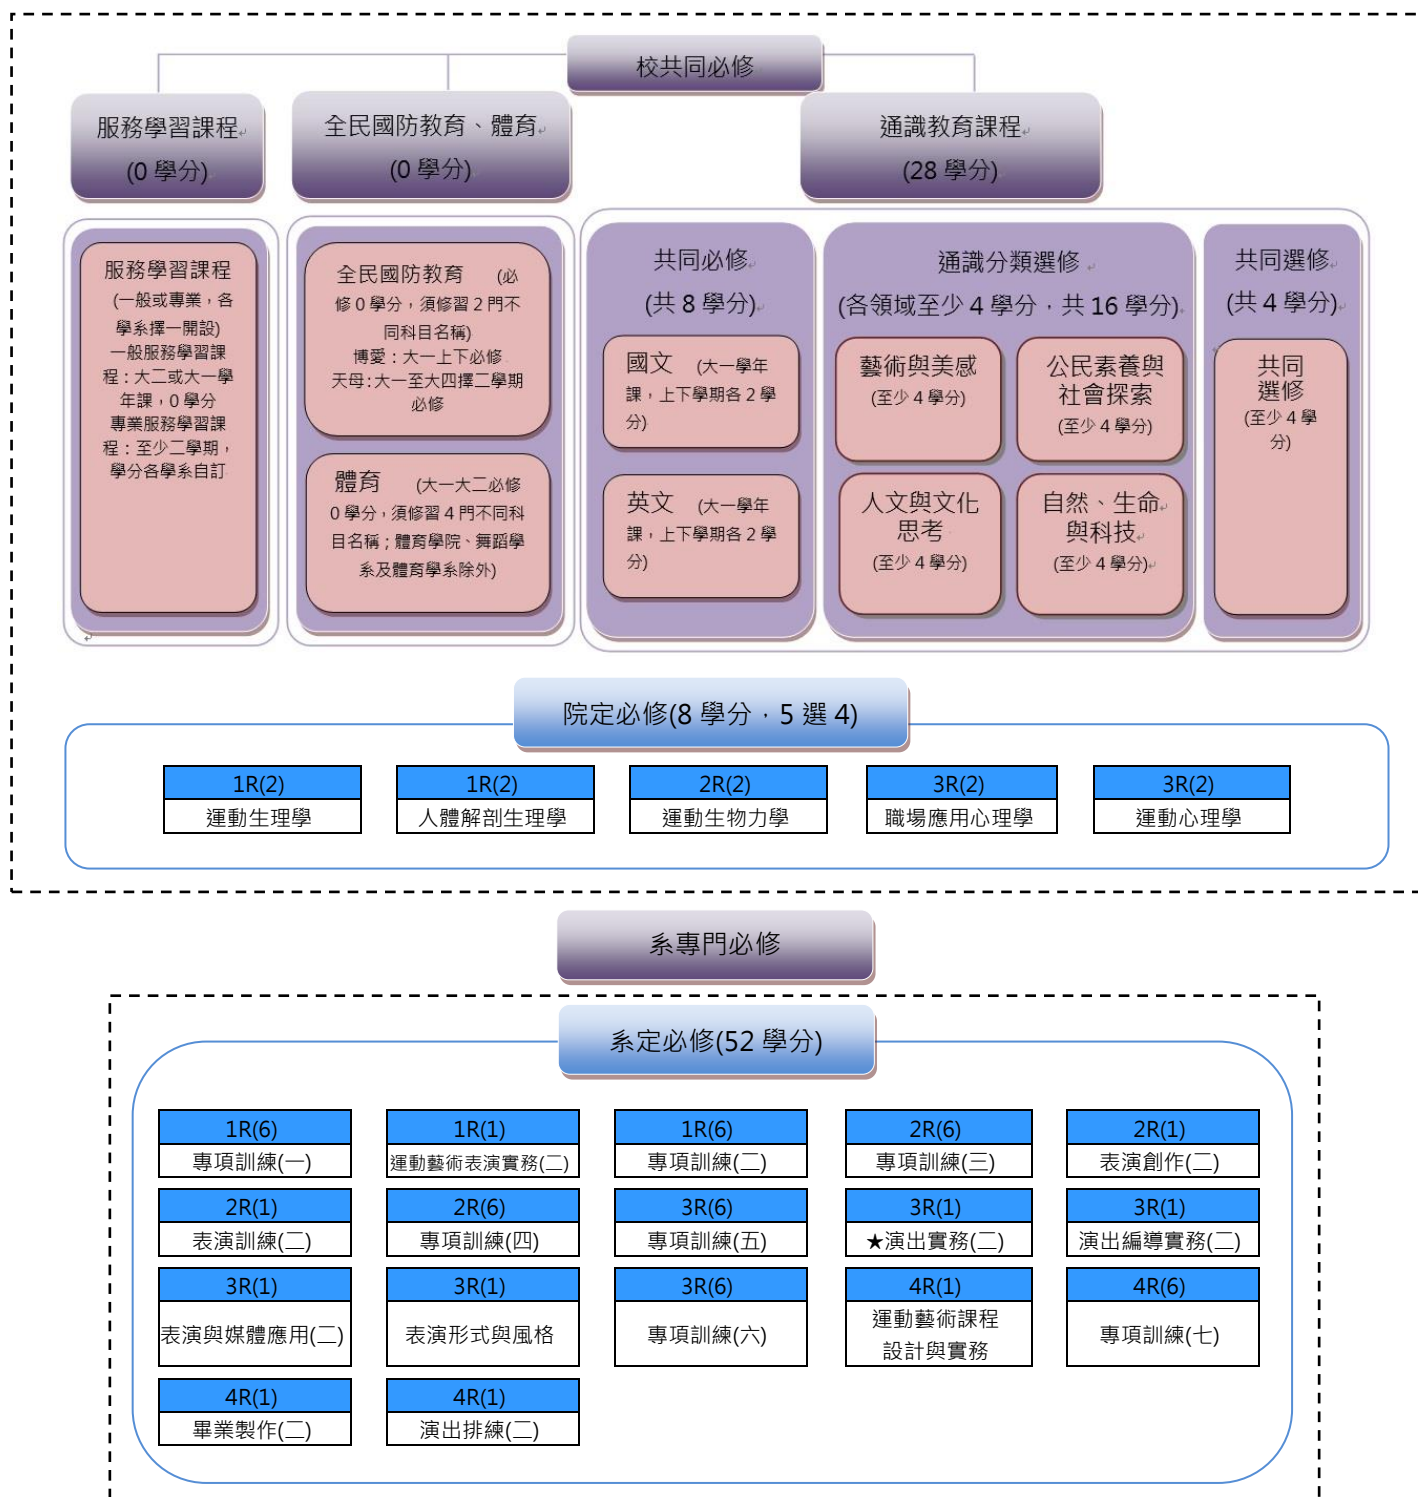 校共同必修
服務學習課程
(0 學分)
全民國防教育、體育
(0 學分)
通識教育課程
(28 學分)
服務學習課程
(一般或專業，各
學系擇一開設)
一般服務學習課
程：大二或大一學
年課，0 學分
專業服務學習課
程：至少二學期，
學分各學系自訂
全民國防教育 (必
修 0 學分，須修習 2 門不
同科目名稱)
博愛：大一上下必修
天母：大一至大四擇二學期
必修
體育 (大一大二必修
0 學分，須修習 4 門不同科
目名稱；體育學院、舞蹈學
系及體育學系除外)
共同必修
(共 8 學分)
國文 (大一學年
課，上下學期各 2 學
分)
英文 (大一學年
課，上下學期各 2 學
分)
通識分類選修
(各領域至少 4 學分，共 16 學分)
藝術與美感
(至少 4 學分)
公民素養與
社會探索
(至少 4 學分)
人文與文化
思考
(至少 4 學分)
自然、生命
與科技
(至少 4 學分)
共同選修
(共 4 學分)
共同
選修
(至少 4 學
分)
院定必修(8 學分，5 選 4)
1R(2)
運動生理學
1R(2)
人體解剖生理學
2R(2)
運動生物力學
3R(2)
職場應用心理學
3R(2)
運動心理學
系專門必修
系定必修(52 學分)
1R(6)
專項訓練(一)
1R(1)
運動藝術表演實務(二)
1R(6)
專項訓練(二)
2R(6)
專項訓練(三)
2R(1)
表演創作(二)
2R(1)
表演訓練(二)
2R(6)
專項訓練(四)
3R(6)
專項訓練(五)
3R(1)
★演出實務(二)
3R(1)
演出編導實務(二)
3R(1)
表演與媒體應用(二)
3R(1)
表演形式與風格
3R(6)
專項訓練(六)
4R(1)
運動藝術課程
設計與實務
4R(6)
專項訓練(七)
4R(1)
畢業製作(二)
4R(1)
演出排練(二)